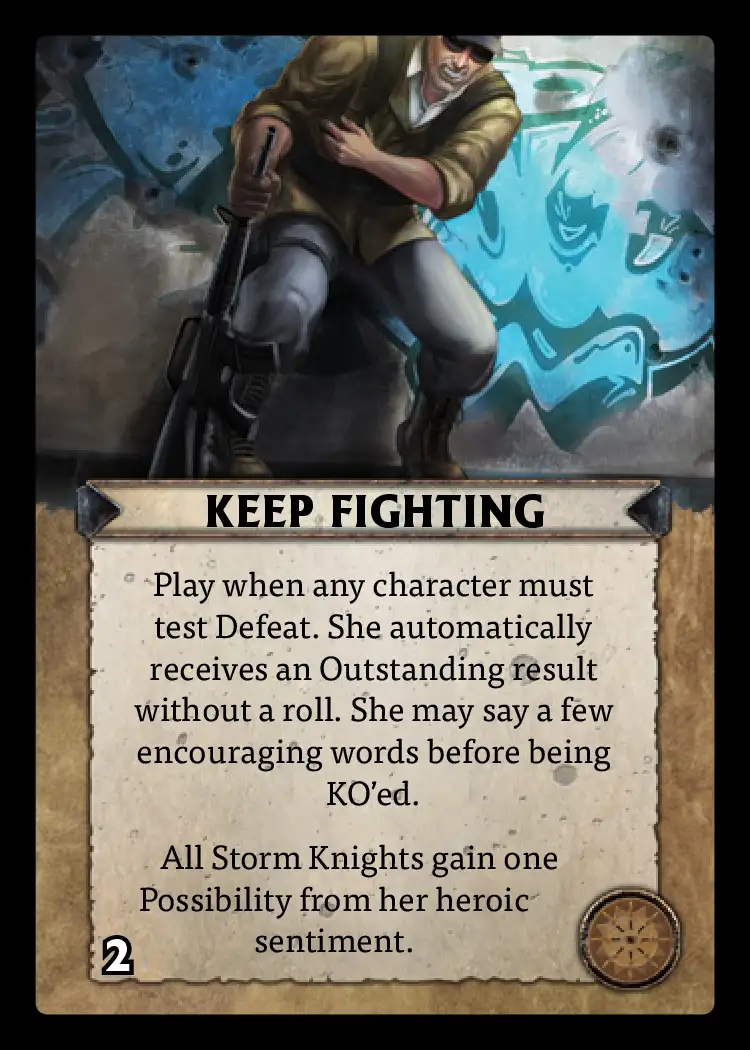 KEEP FIGHTING
Play when any character must
test Defeat. She automatically
receives an Outstanding result
without a roll. She may say a few
encouraging words before being
KO’ed.
All Storm Knights gain one
Possibility from her heroic
sentiment.
2